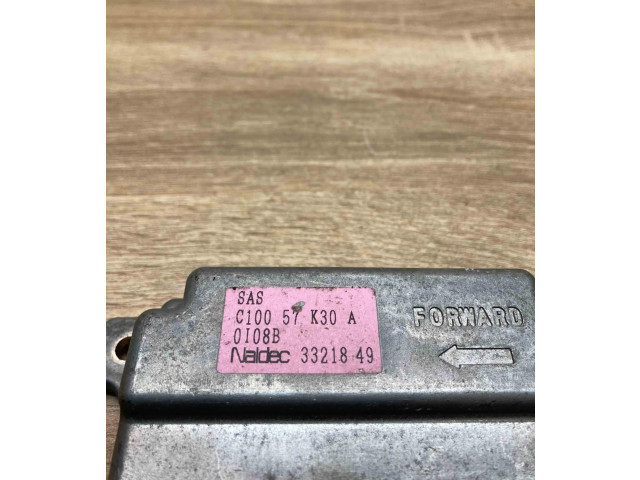 SAS
C100 57 K30 A
0I08B
Naldec 33218 49
FORWARD